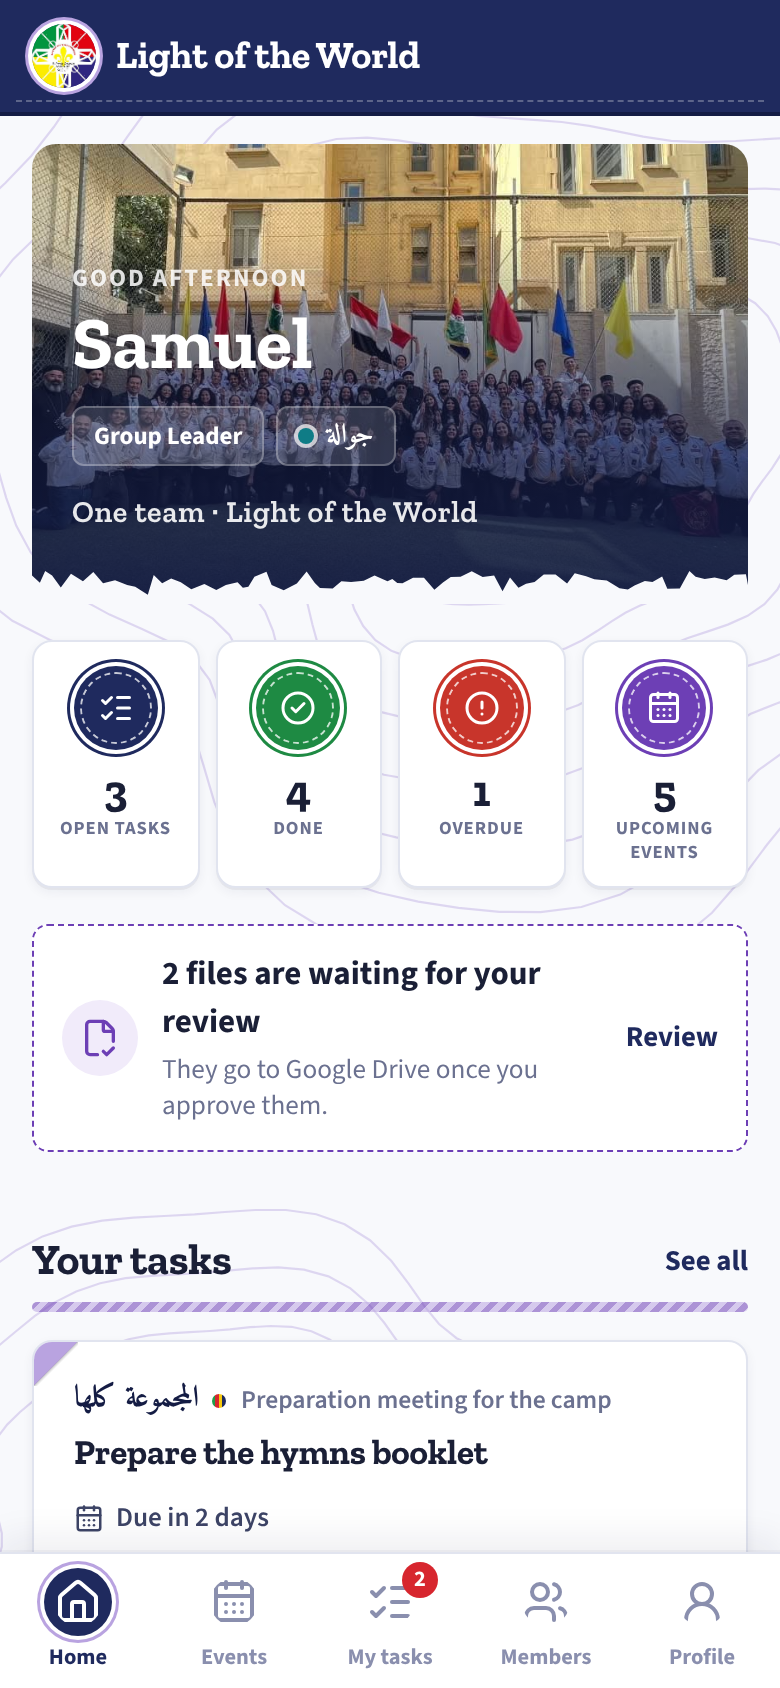 Light of the World
GOOD AFTERNOON
Samuel
Group Leader
جوالة
One team · Light of the World
3
OPEN TASKS
4
DONE
1
OVERDUE
5
UPCOMING
EVENTS
2 files are waiting for your
review
They go to Google Drive once you
approve them.
Review
Your tasks
See all
المجموعة كلها
Preparation meeting for the camp
Prepare the hymns booklet
Due in 2 days
2
Home
Events
My tasks
Members
Profile